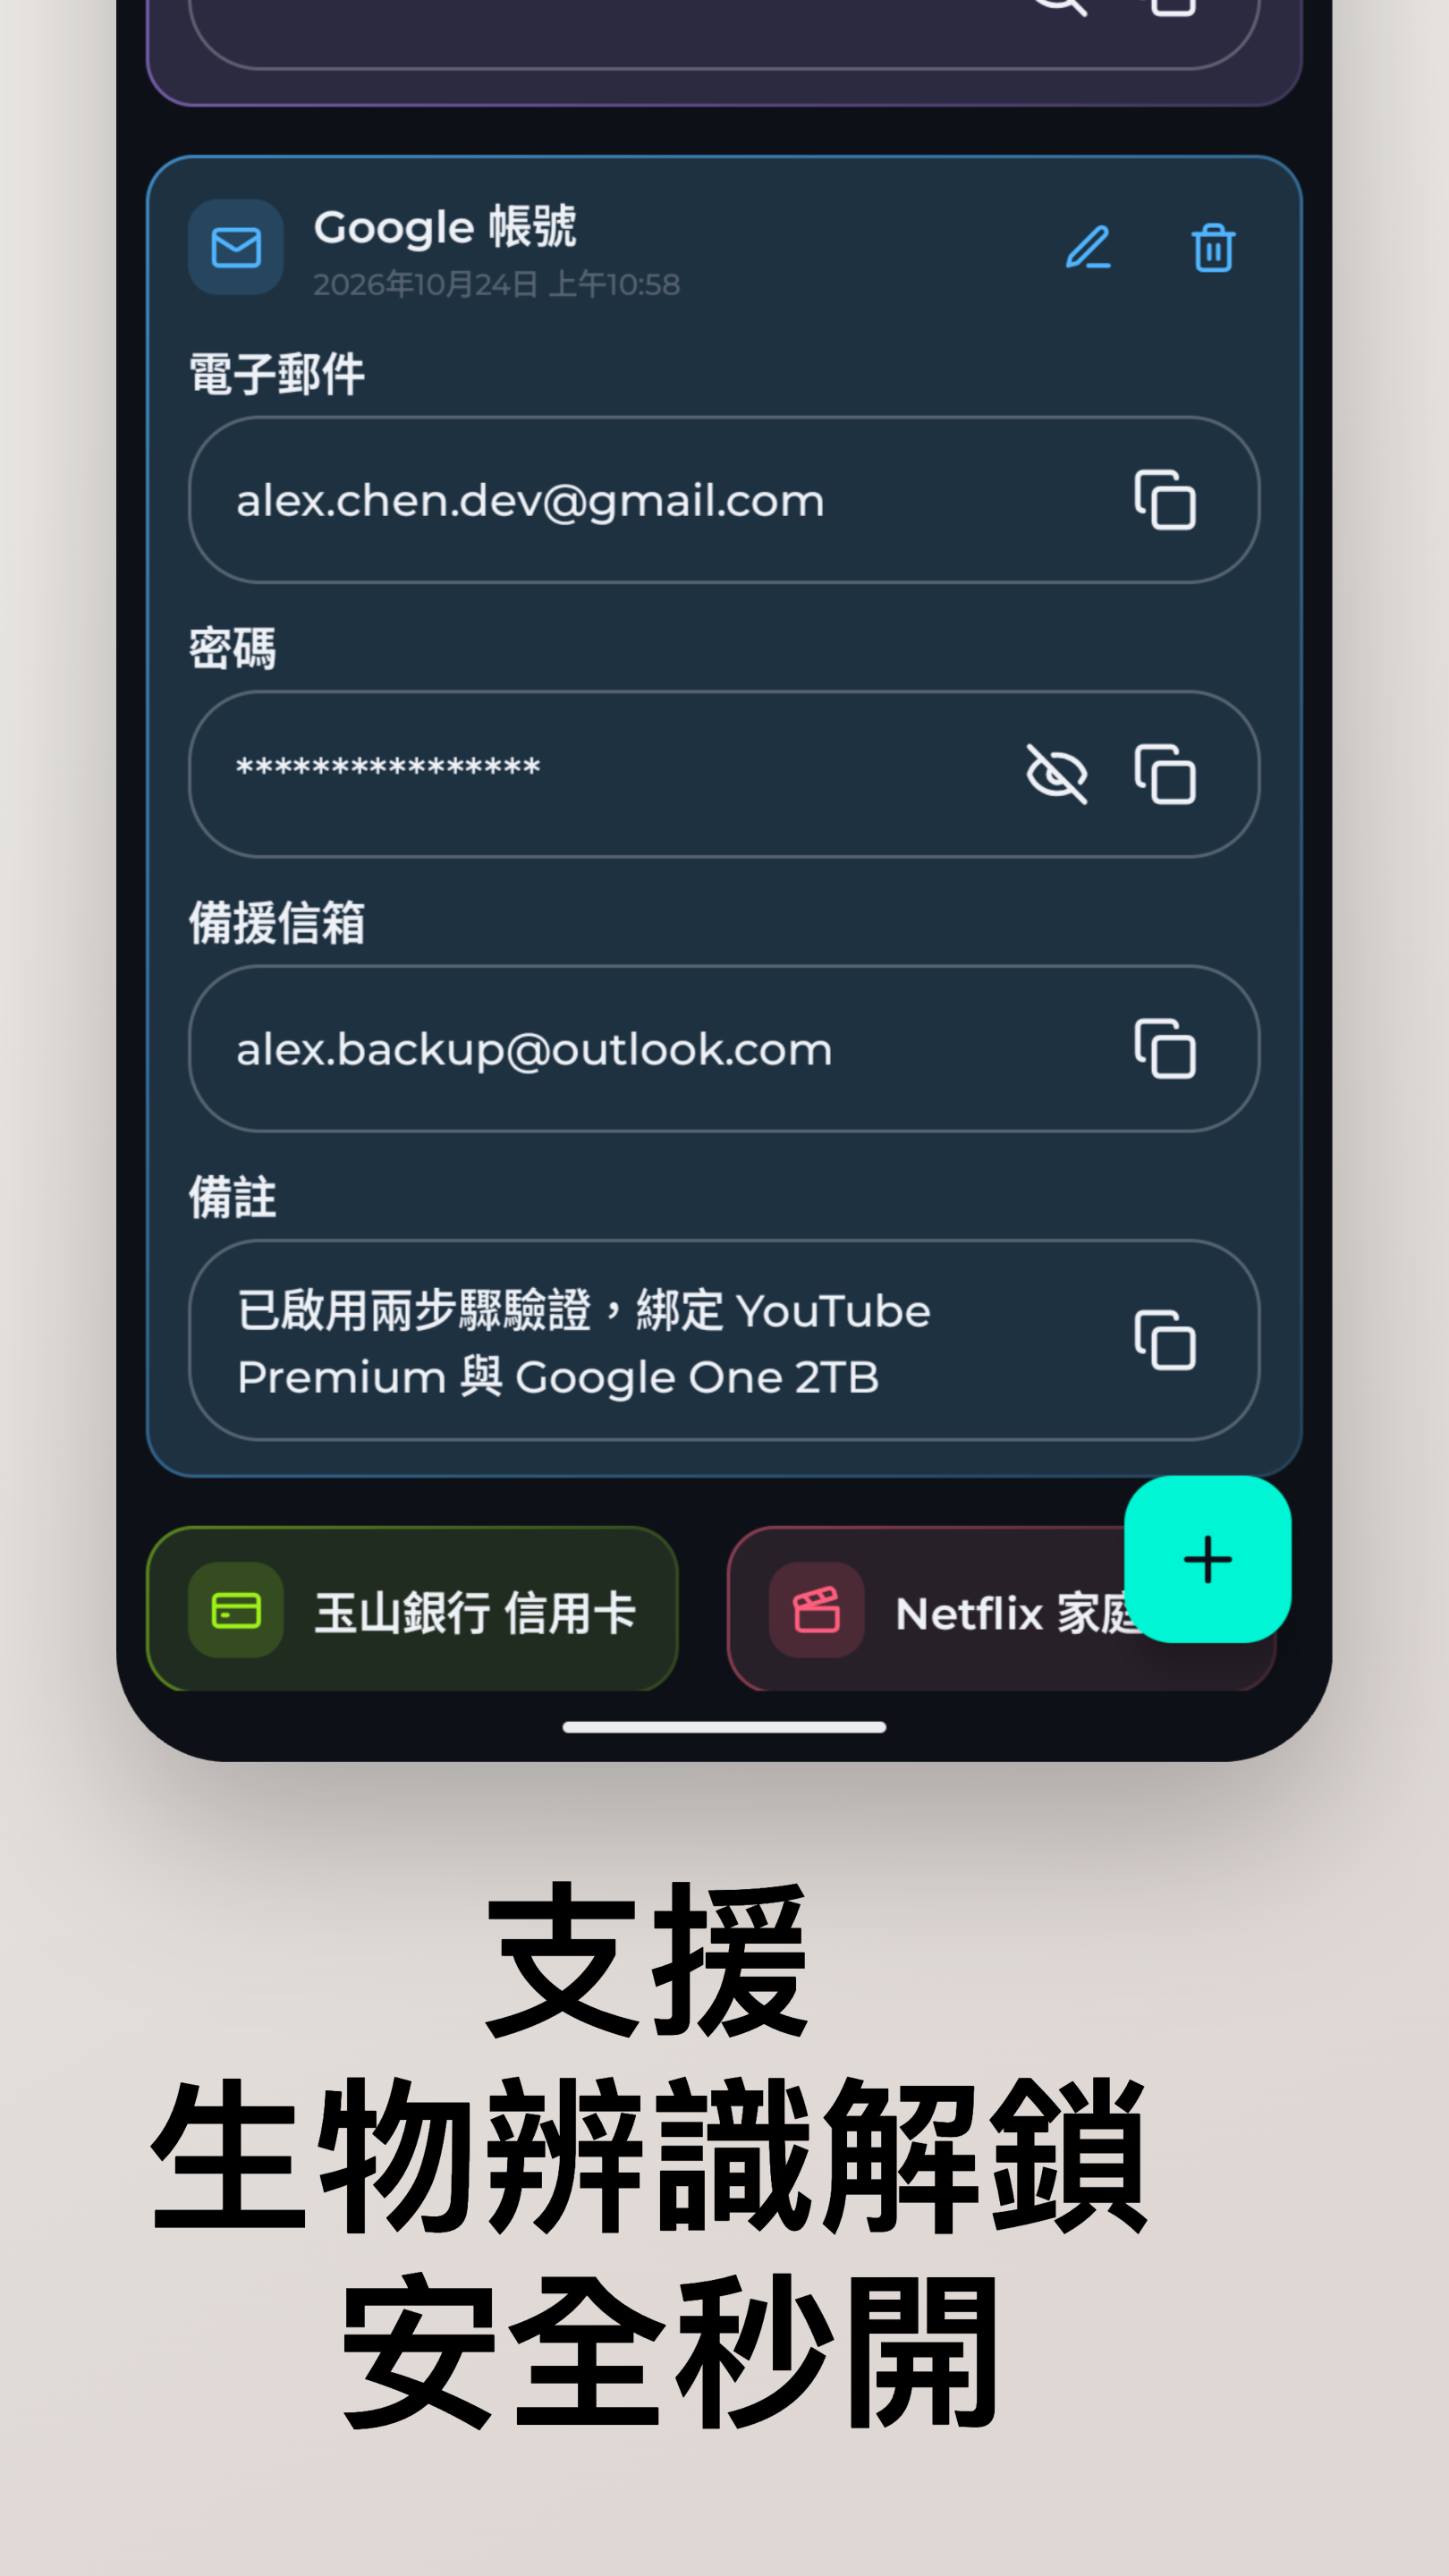 Google 帳號
2026年10月24日 上午10:58
電子郵件
alex.chen.dev@gmail.com
密碼
****************
備援信箱
alex.backup@outlook.com
備註
已啟用兩步驟驗證，綁定 YouTube
Premium 與 Google One 2TB
玉山銀行 信用卡
Netflix 家庭
支援
生物辨識解鎖
安全秒開